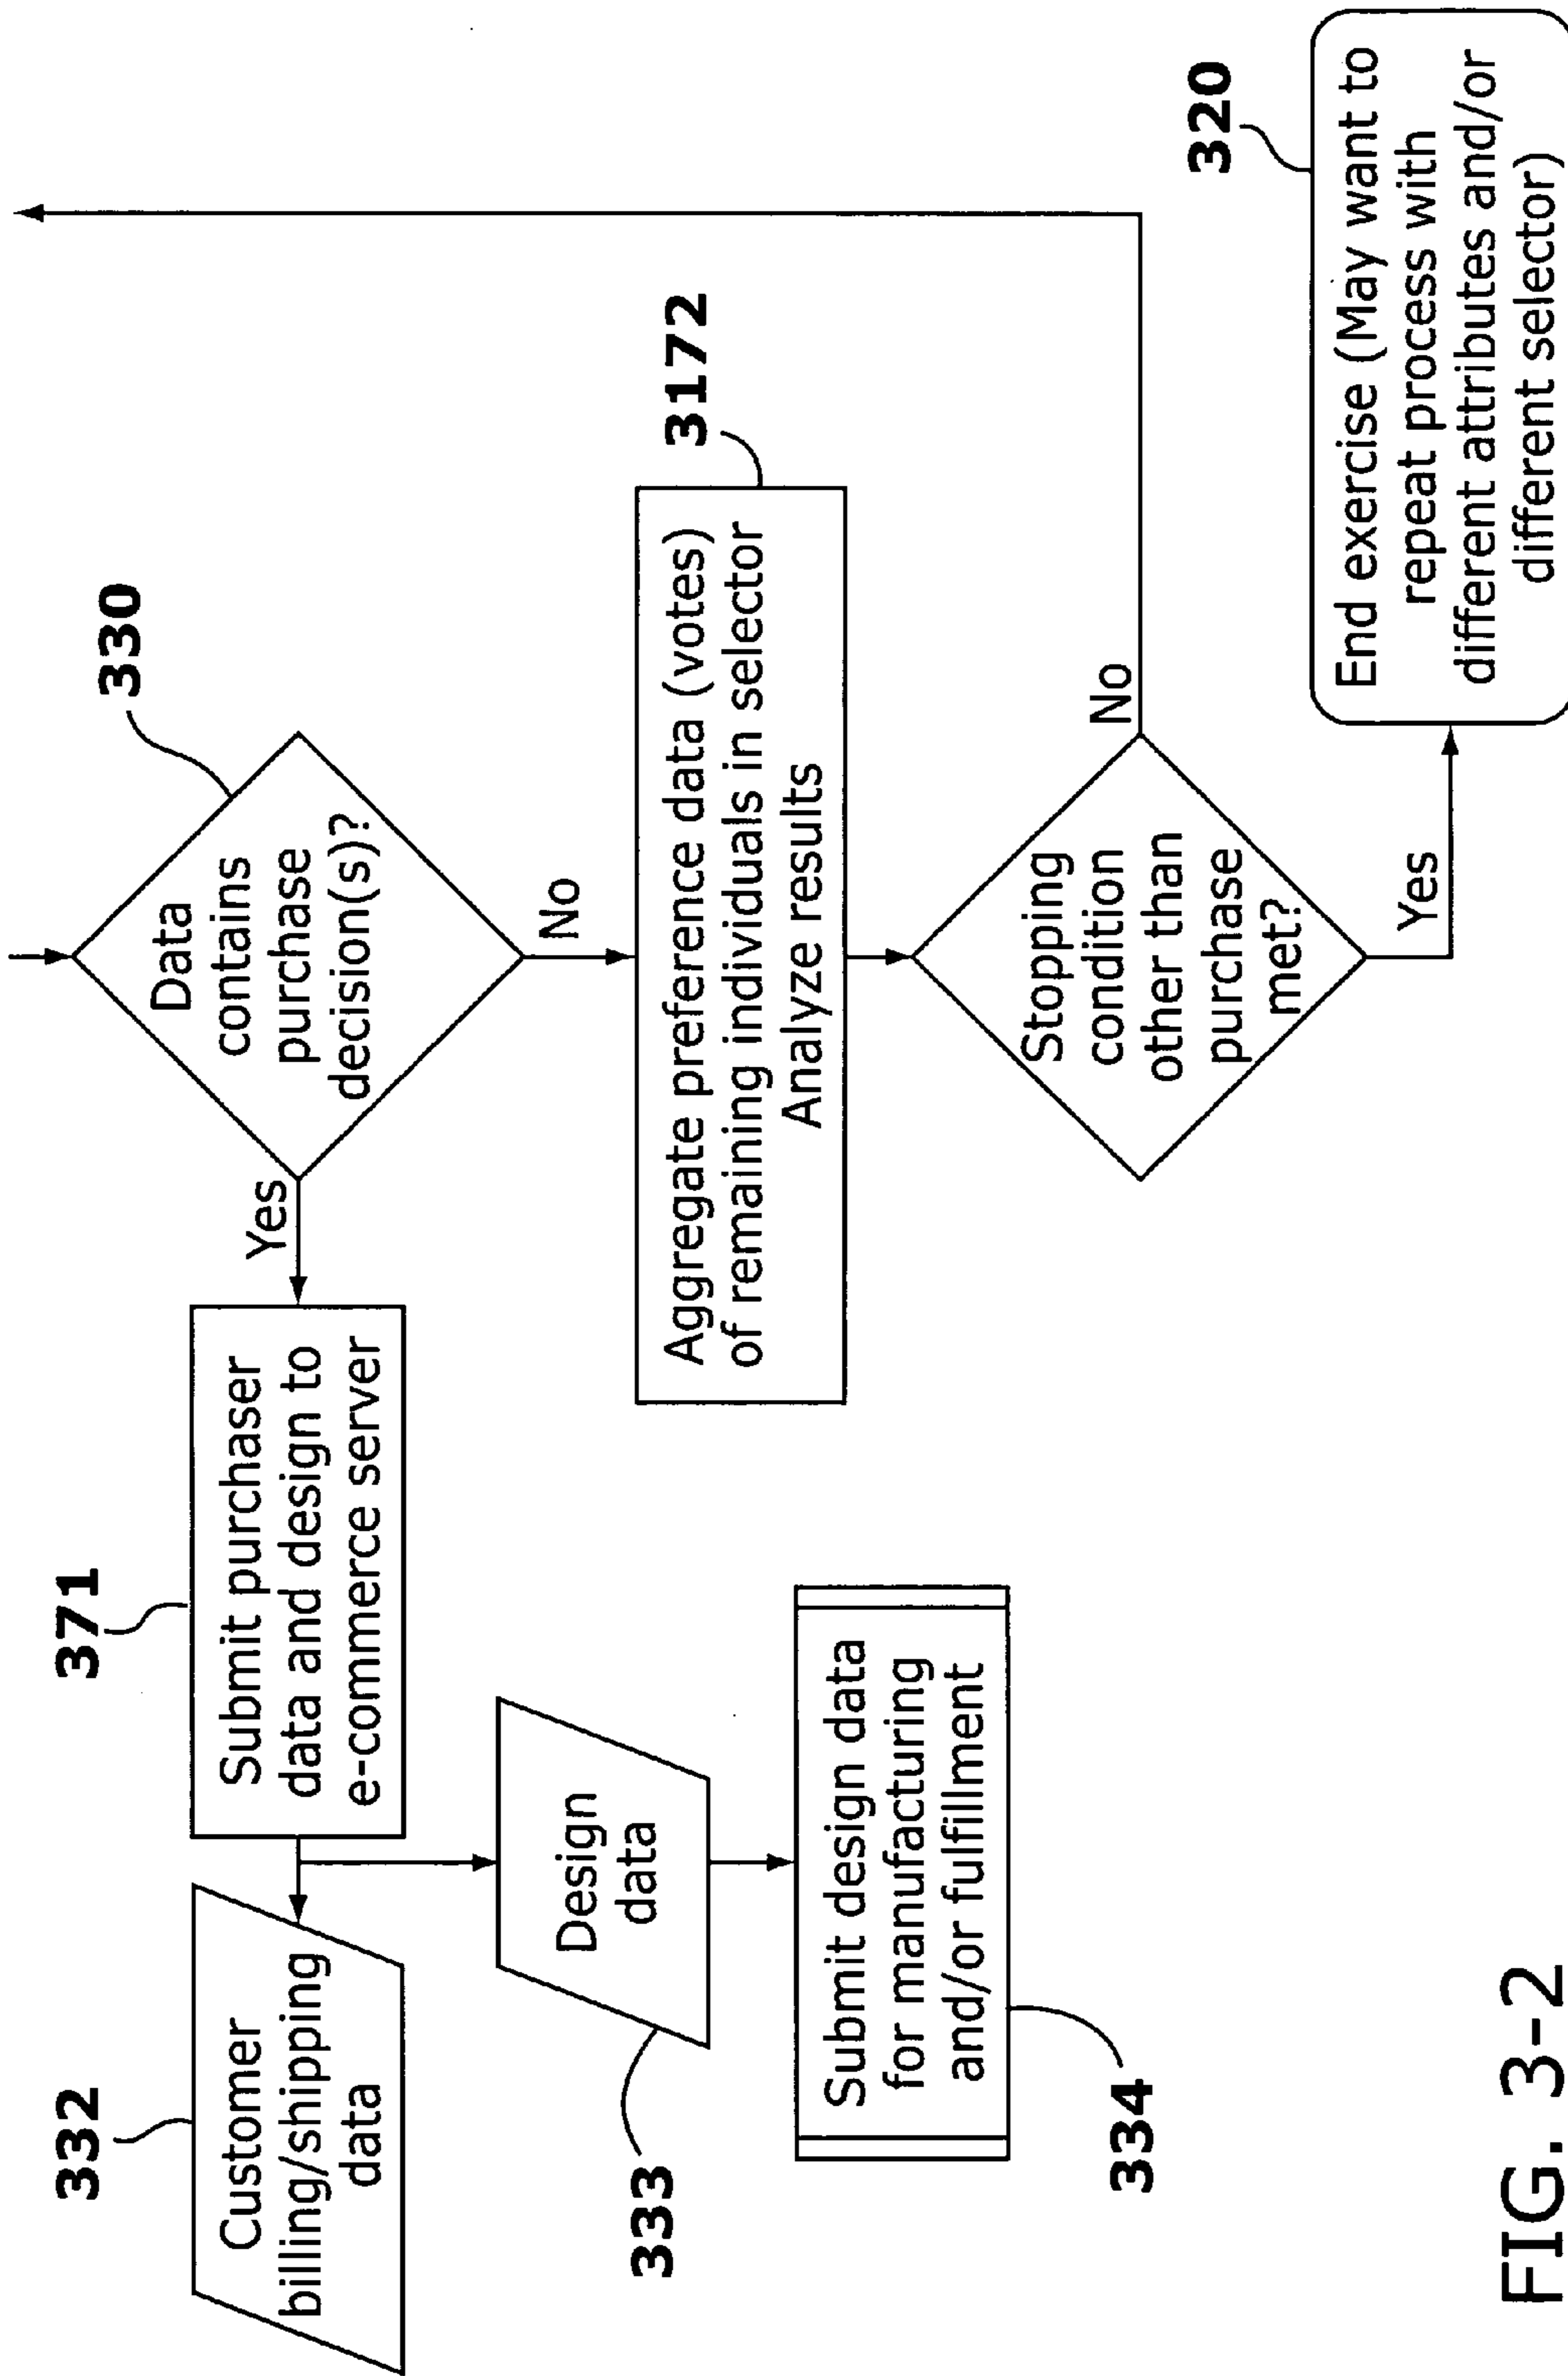 330
Data
contains
purchase
decision(s)?
Yes
No
371
Submit purchaser
data and design to
e-commerce server
332
Customer
billing/shipping
data
333
Design
data
334
Submit design data
for manufacturing
and/or fulfillment
3172
Aggregate preference data (votes)
of remaining individuals in selector
Analyze results
Stopping
condition
other than
purchase
met?
No
Yes
320
End exercise (May want to
repeat process with
different attributes and/or
different selector)
FIG. 3-2